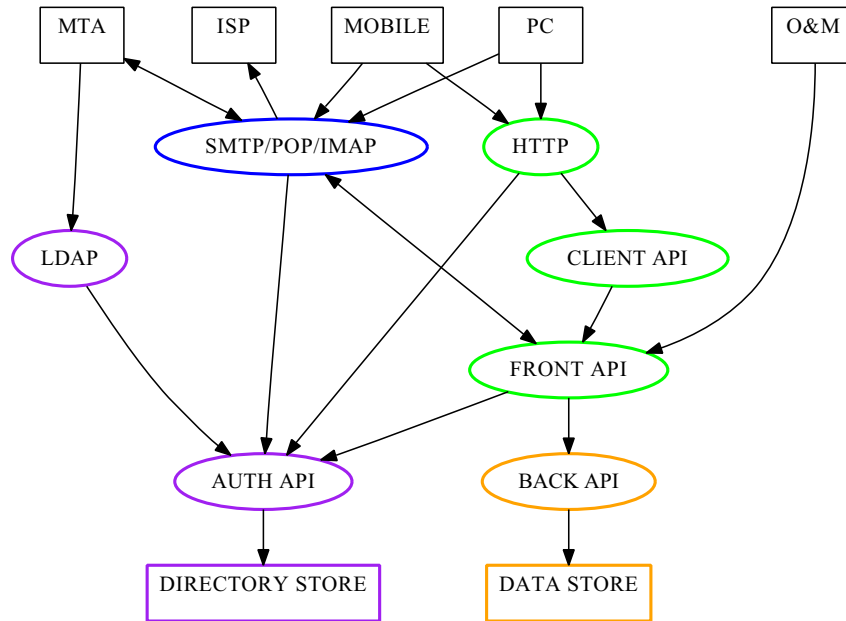 MTA
ISP
MOBILE
PC
O&M
SMTP/POP/IMAP
HTTP
LDAP
CLIENT API
FRONT API
AUTH API
BACK API
DIRECTORY STORE
DATA STORE